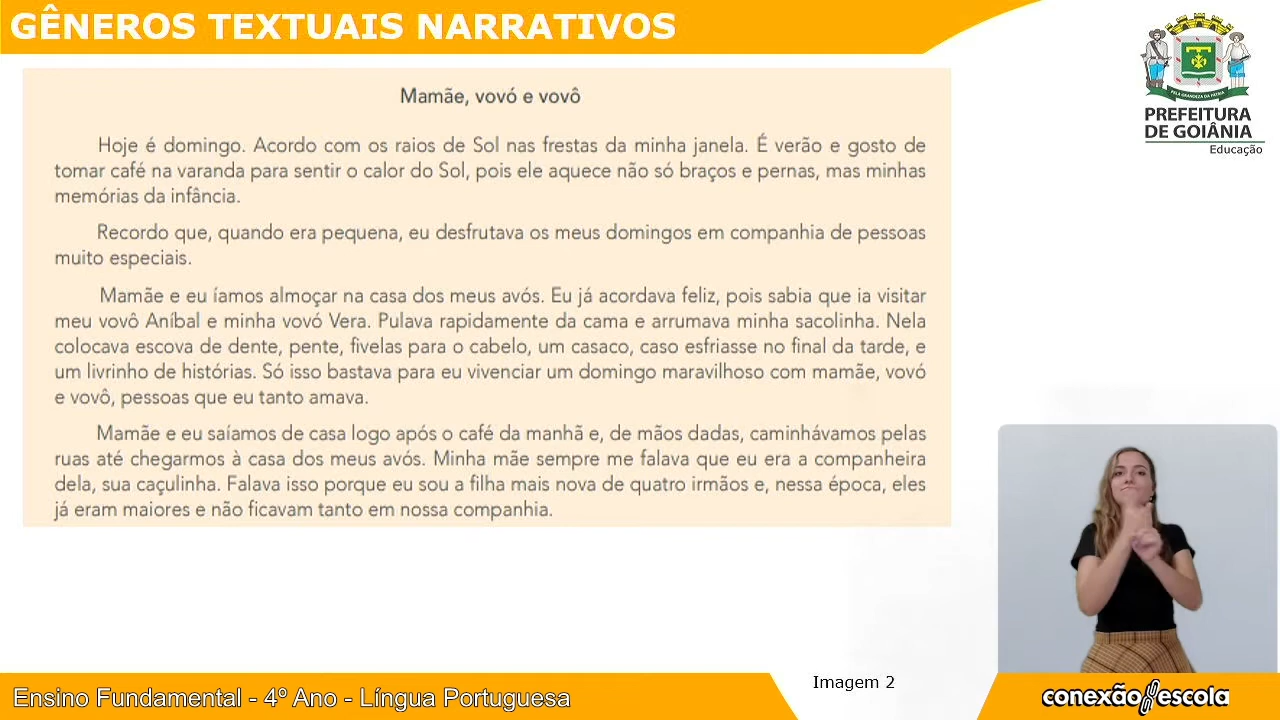 GÊNEROS TEXTUAIS NARRATIVOS
PELA GRANDEZA DA PÁTRIA
PREFEITURA
DE GOIÂNIA
Educação
Mamãe, vovó e vovô
Hoje é domingo. Acordo com os raios de Sol nas frestas da minha janela. É verão e gosto de
tomar café na varanda para sentir o calor do Sol, pois ele aquece não só braços e pernas, mas minhas
memórias da infância.
Recordo que, quando era pequena, eu desfrutava os meus domingos em companhia de pessoas
muito especiais.
Mamãe e eu íamos almoçar na casa dos meus avós. Eu já acordava feliz, pois sabia que ia visitar
meu vovô Aníbal e minha vovó Vera. Pulava rapidamente da cama e arrumava minha sacolinha. Nela
colocava escova de dente, pente, fivelas para o cabelo, um casaco, caso esfriasse no final da tarde, e
um livrinho de histórias. Só isso bastava para eu vivenciar um domingo maravilhoso com mamãe, vovó
e vovô, pessoas que eu tanto amava.
Mamãe e eu saíamos de casa logo após o café da manhã e, de mãos dadas, caminhávamos pelas
ruas até chegarmos à casa dos meus avós. Minha mãe sempre me falava que eu era a companheira
dela, sua caçulinha. Falava isso porque eu sou a filha mais nova de quatro irmãos e, nessa época, eles
já eram maiores e não ficavam tanto em nossa companhia.
Imagem 2
Ensino Fundamental - 4º Ano - Língua Portuguesa
conexão escola